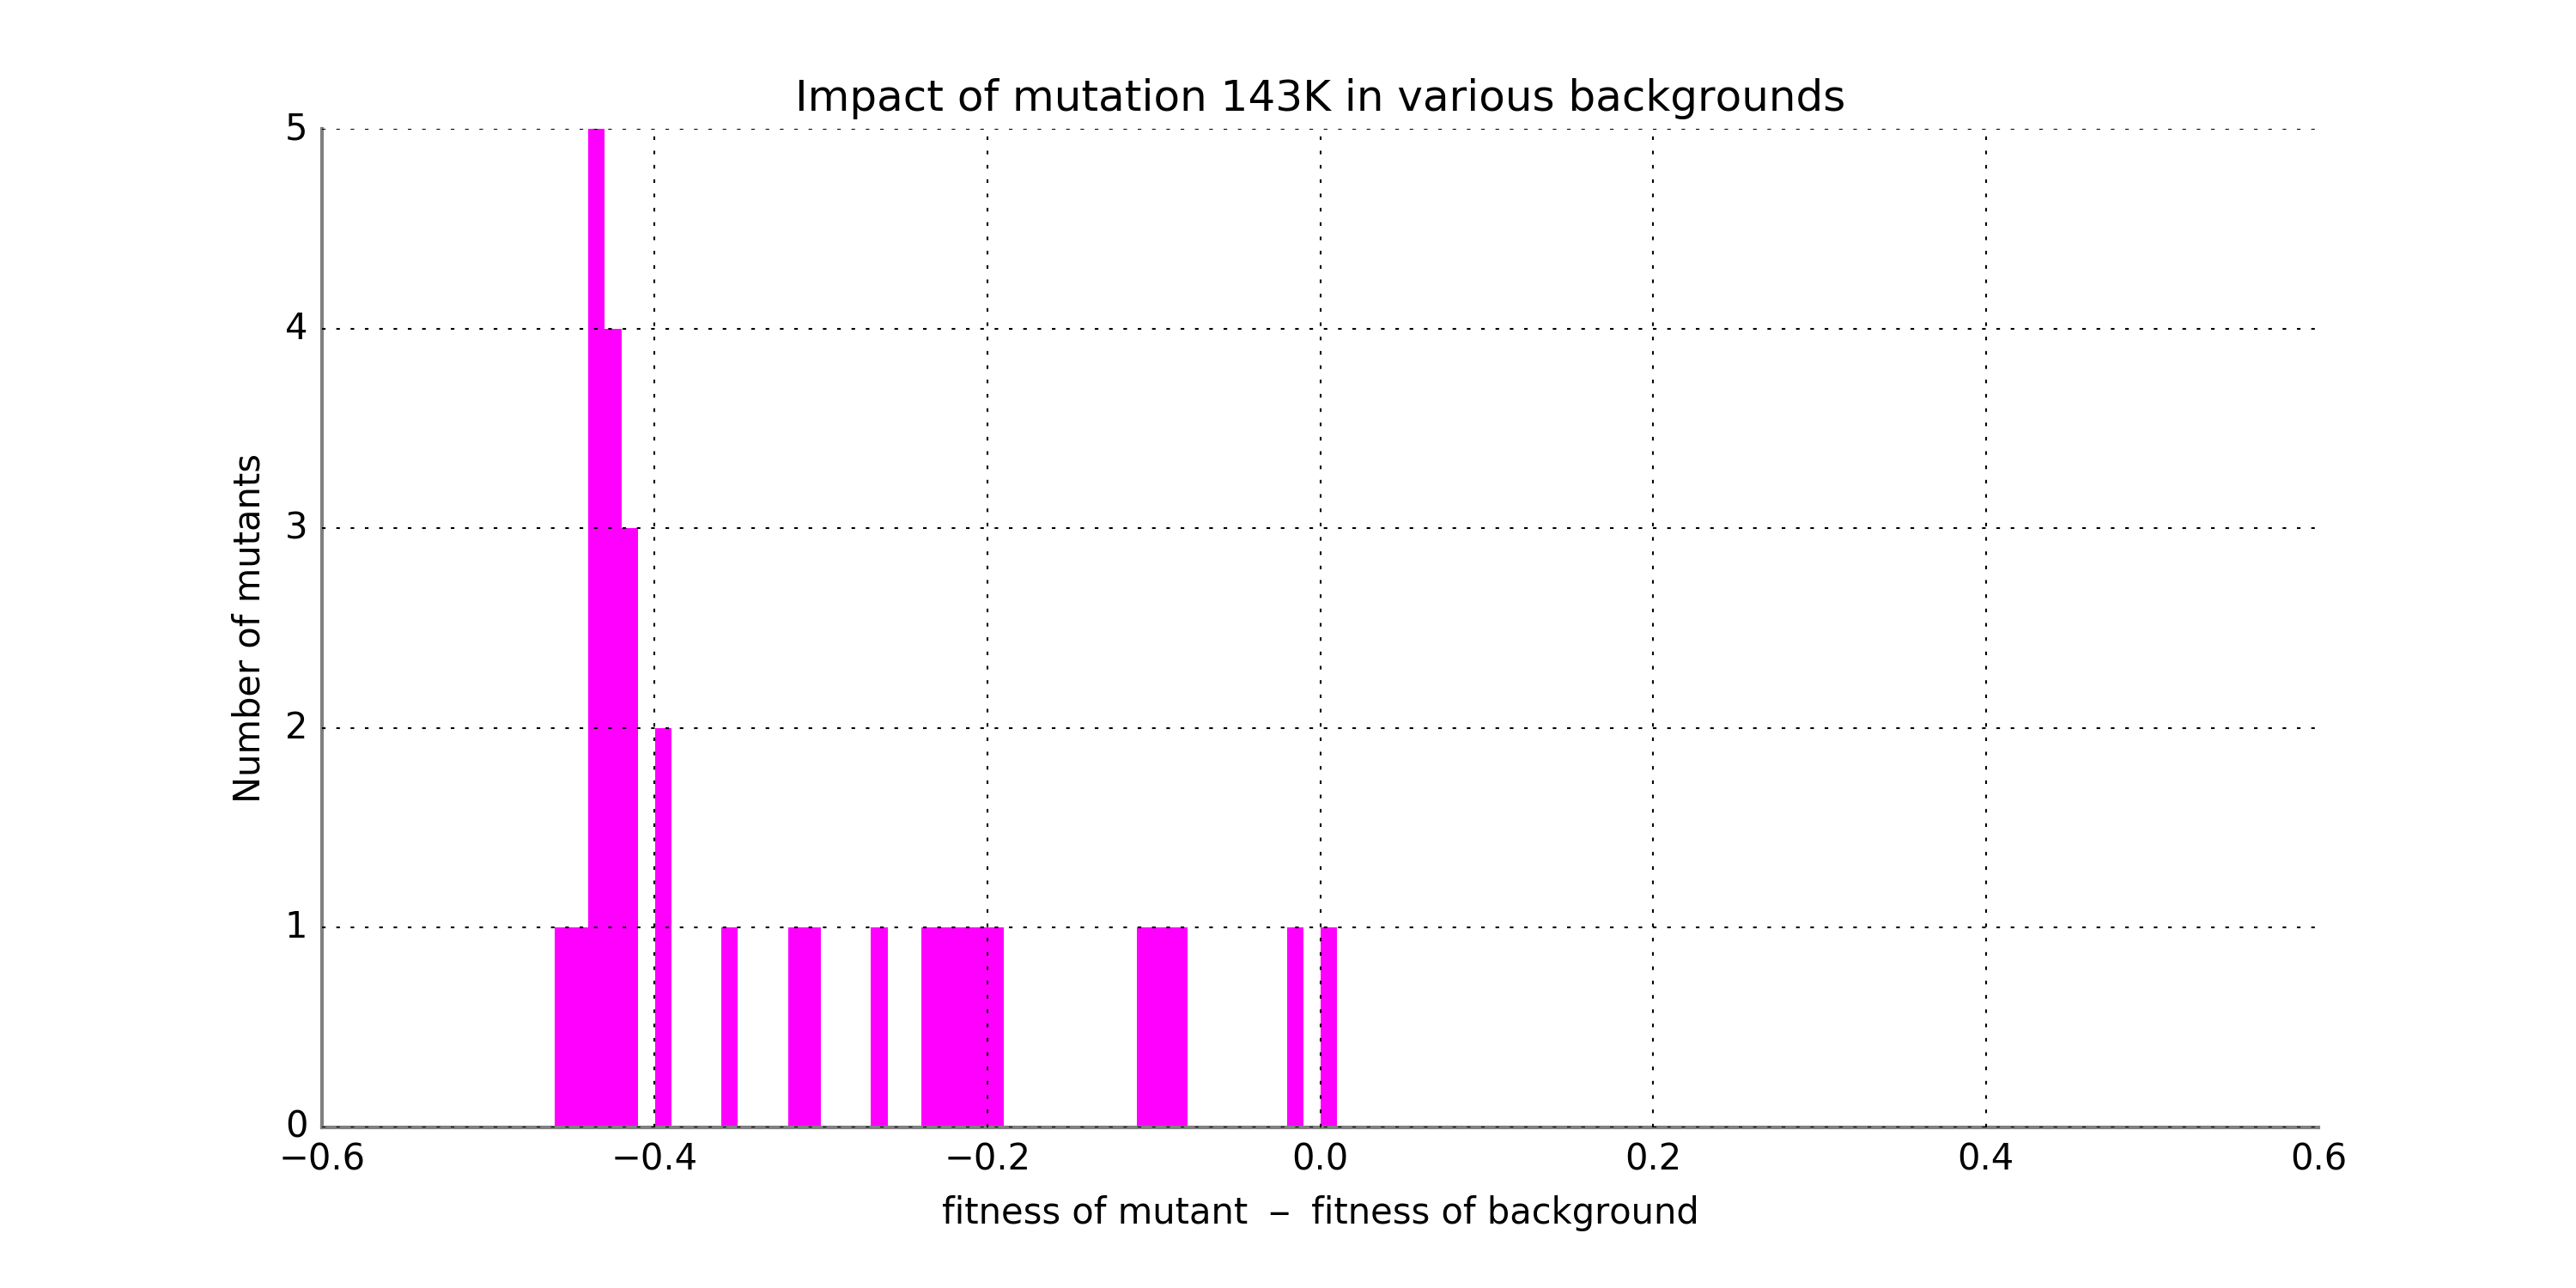 Impact of mutation 143K in various backgrounds
5
4
3
2
1
0
Number of mutants
−0.6 −0.4 −0.2 0.0 0.2 0.4 0.6
fitness of mutant − fitness of background